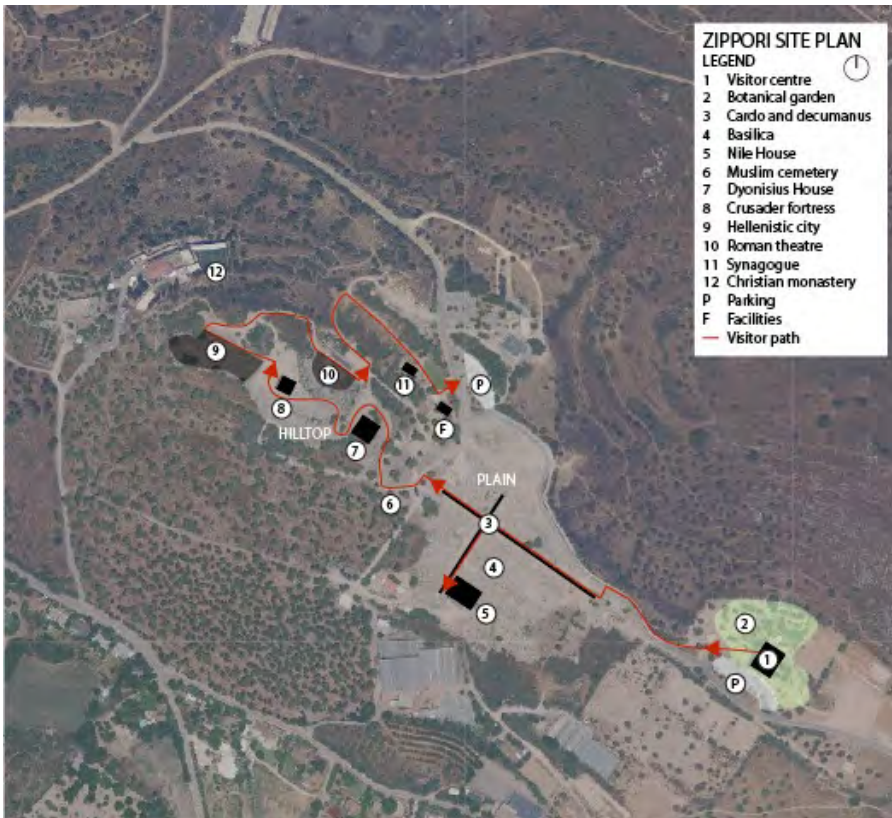 ZIPPORI SITE PLAN
LEGEND
1 Visitor centre
2 Botanical garden
3 Cardo and decumanus
4 Basilica
5 Nile House
6 Muslim cemetery
7 Dyonisius House
8 Crusader fortress
9 Hellenistic city
10 Roman theatre
11 Synagogue
12 Christian monastery
P Parking
F Facilities
Visitor path
12
9
10
11
P
8
F
HILLTOP
7
PLAIN
6
3
4
5
2
1
P